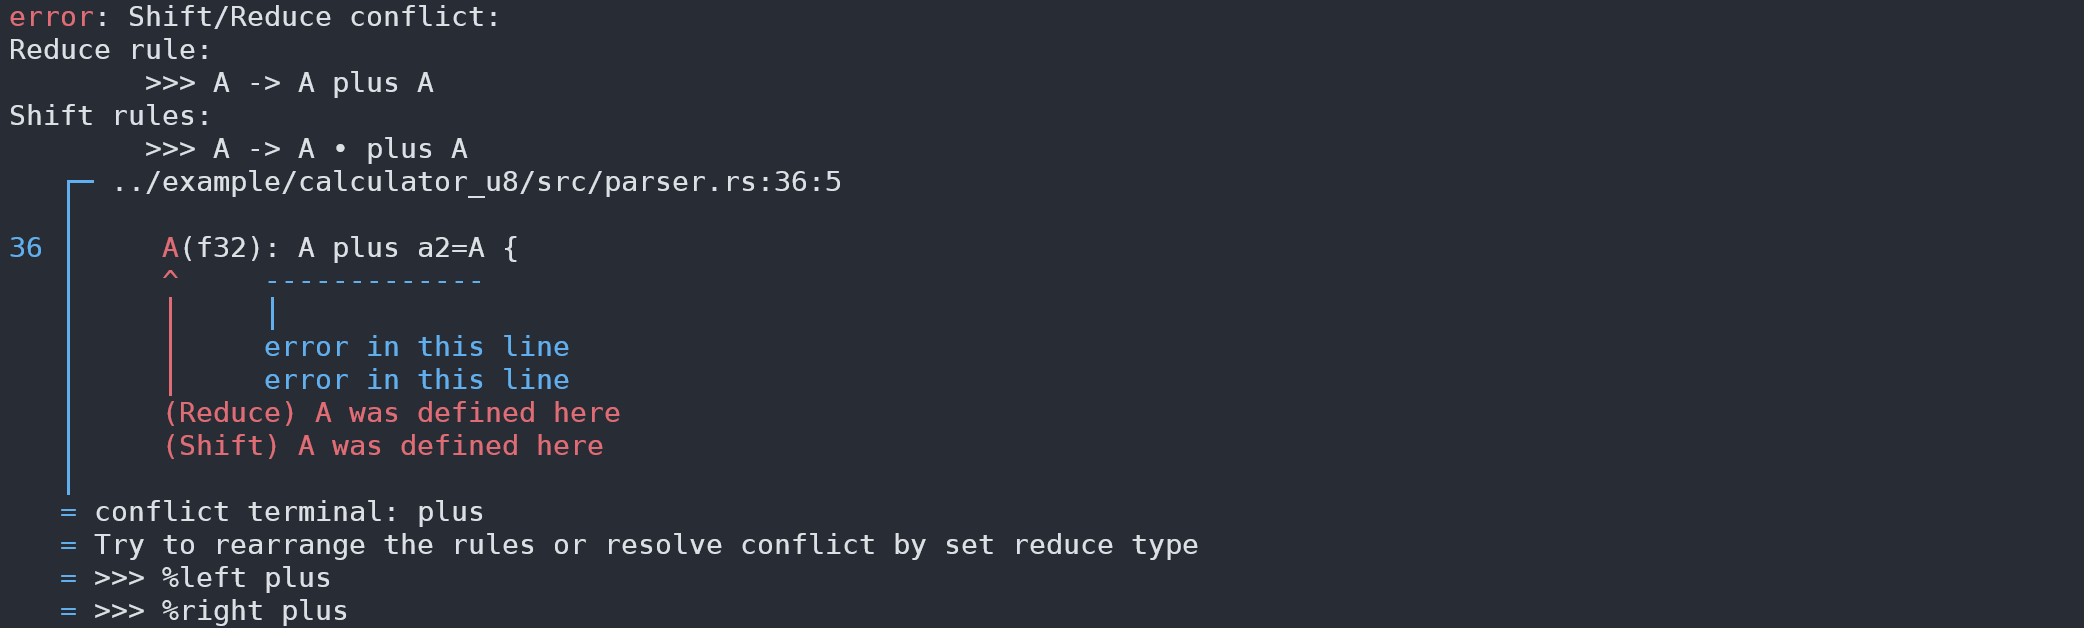 error: Shift/Reduce conflict:
Reduce rule:
>>> A -> A plus A
Shift rules:
>>> A -> A • plus A
../example/calculator_u8/src/parser.rs:36:5
36 A(f32): A plus a2=A {
^ -------------
error in this line
error in this line
(Reduce) A was defined here
(Shift) A was defined here
= conflict terminal: plus
= Try to rearrange the rules or resolve conflict by set reduce type
= >>> %left plus
= >>> %right plus